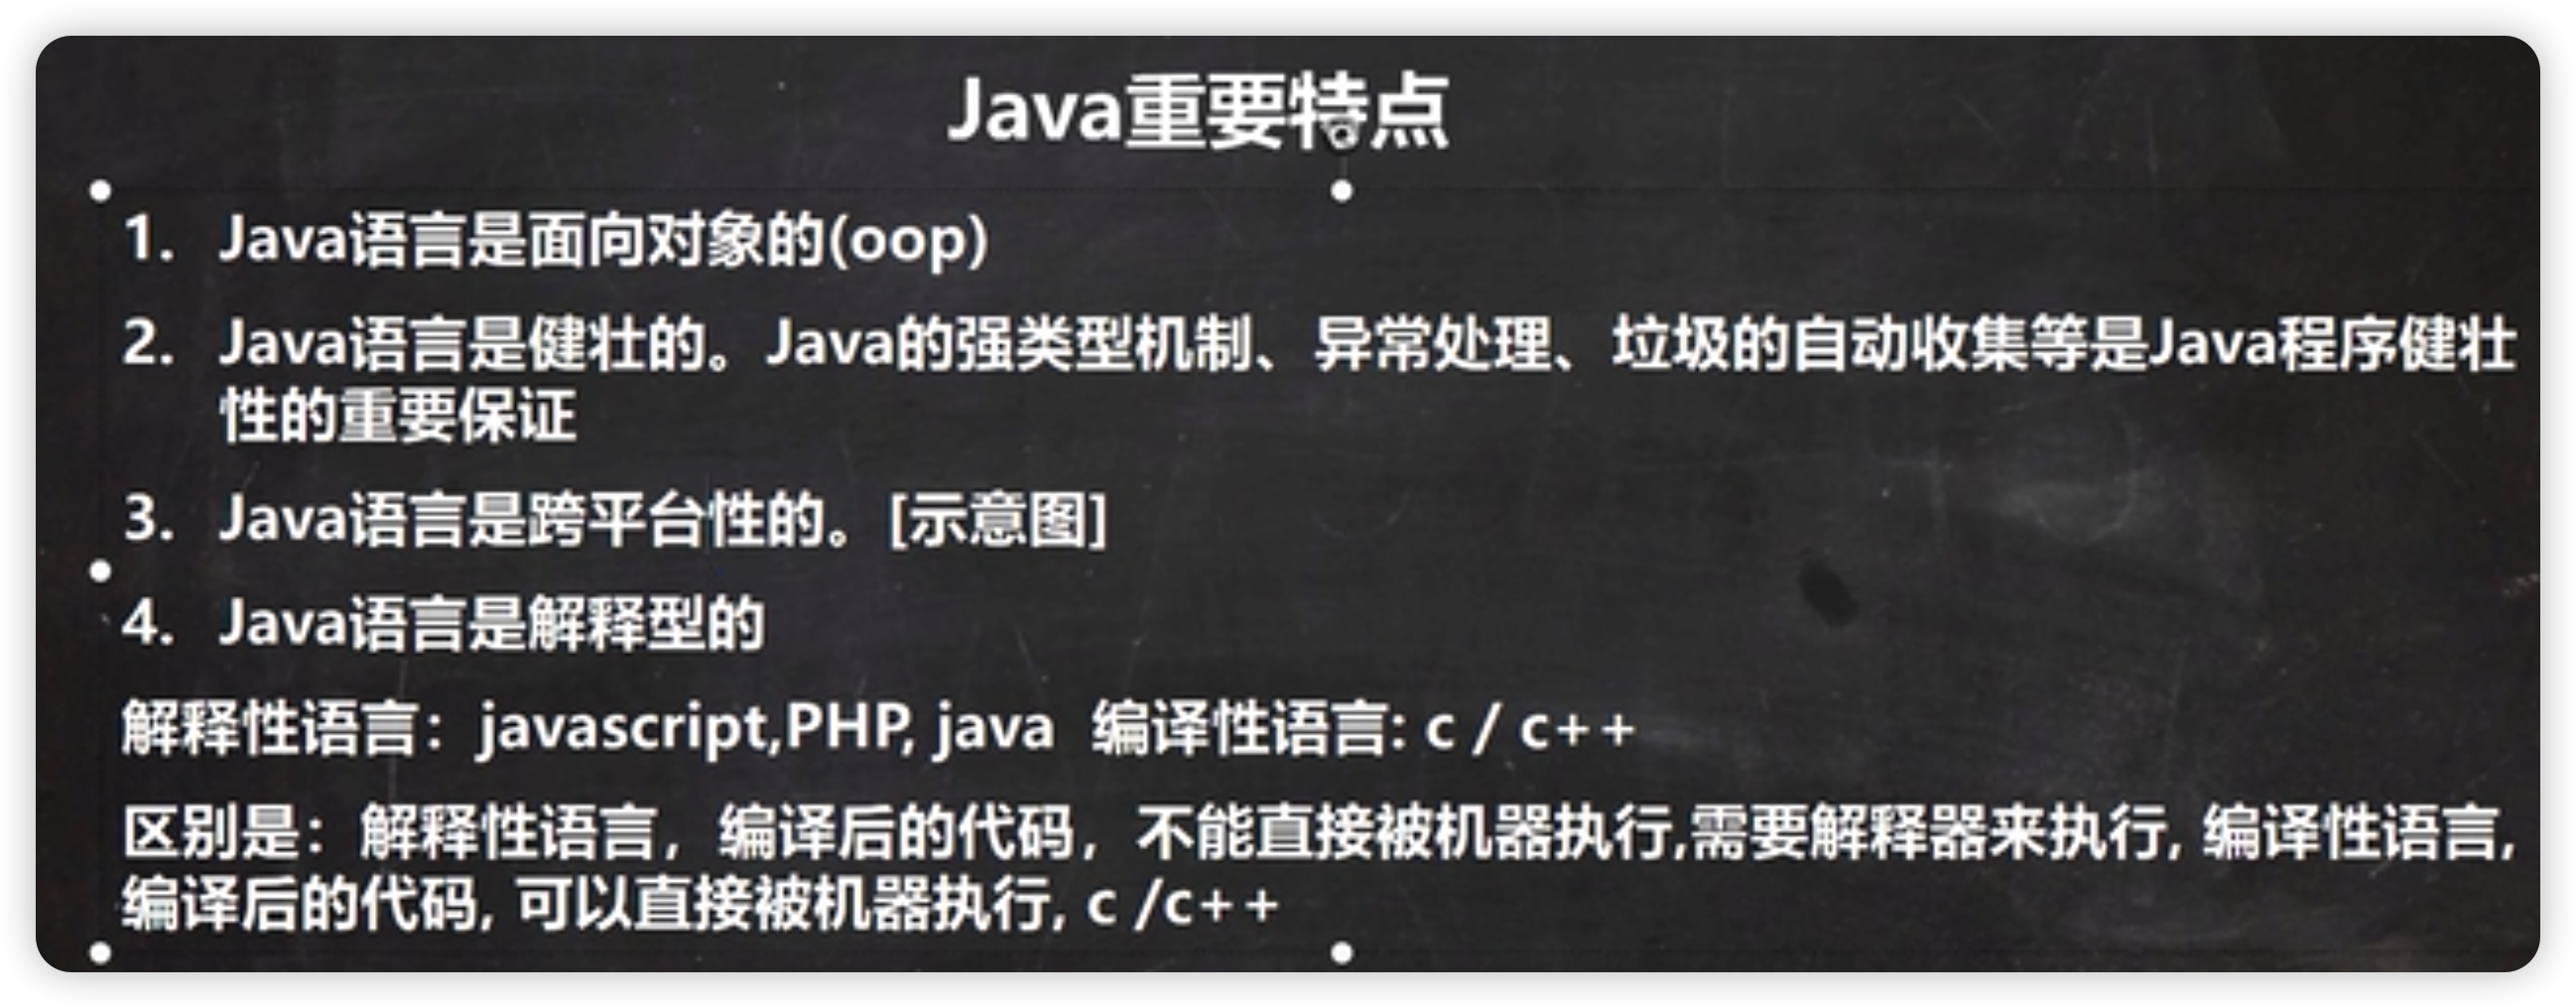 Java重要特点
1. Java语言是面向对象的(oop)
2. Java语言是健壮的。Java的强类型机制、异常处理、垃圾的自动收集等是Java程序健壮
性的重要保证
3. Java语言是跨平台性的。[示意图]
4. Java语言是解释型的
解释性语言：javascript,PHP, java 编译性语言: c / c++
区别是：解释性语言，编译后的代码，不能直接被机器执行,需要解释器来执行, 编译性语言,
编译后的代码, 可以直接被机器执行, c /c++